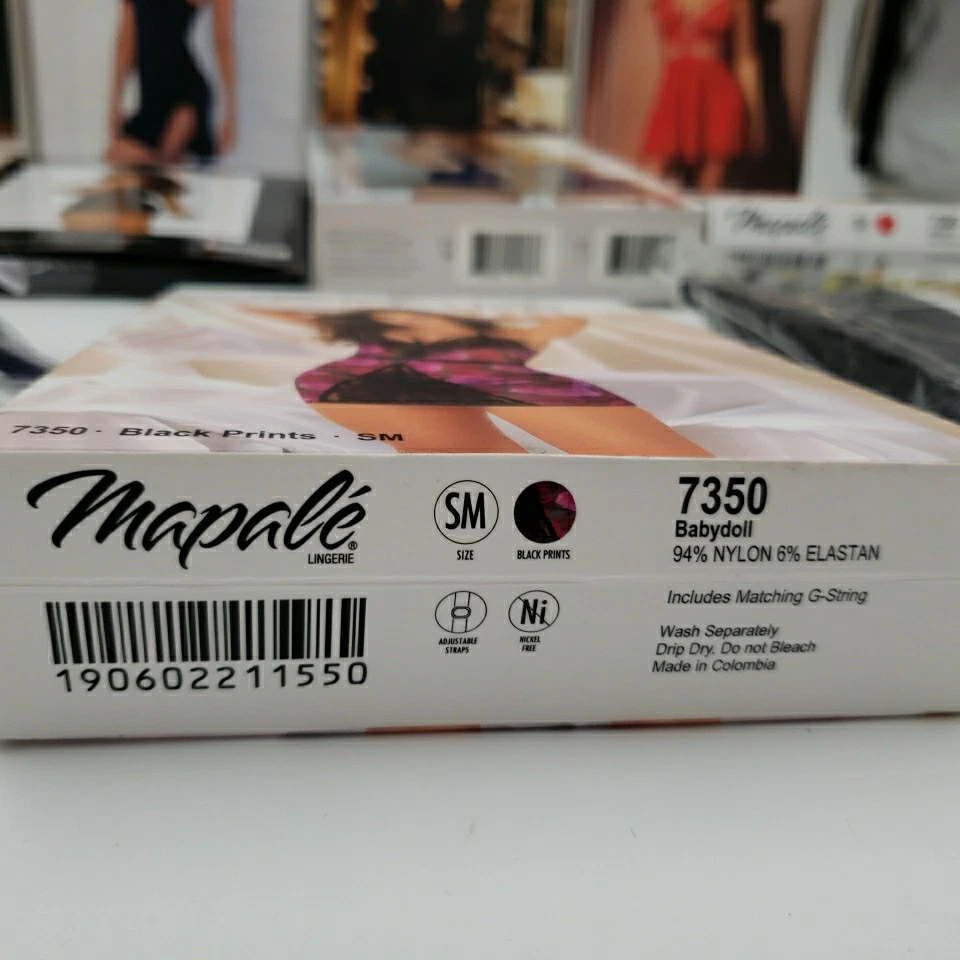 Mapalé
7350 · Black Prints · SM
Mapalé®
LINGERIE
SM
SIZE
BLACK PRINTS
7350
Babydoll
94% NYLON 6% ELASTAN
190602211550
ADJUSTABLE
STRAPS
Ni
NICKEL
FREE
Includes Matching G-String
Wash Separately
Drip Dry. Do not Bleach
Made in Colombia